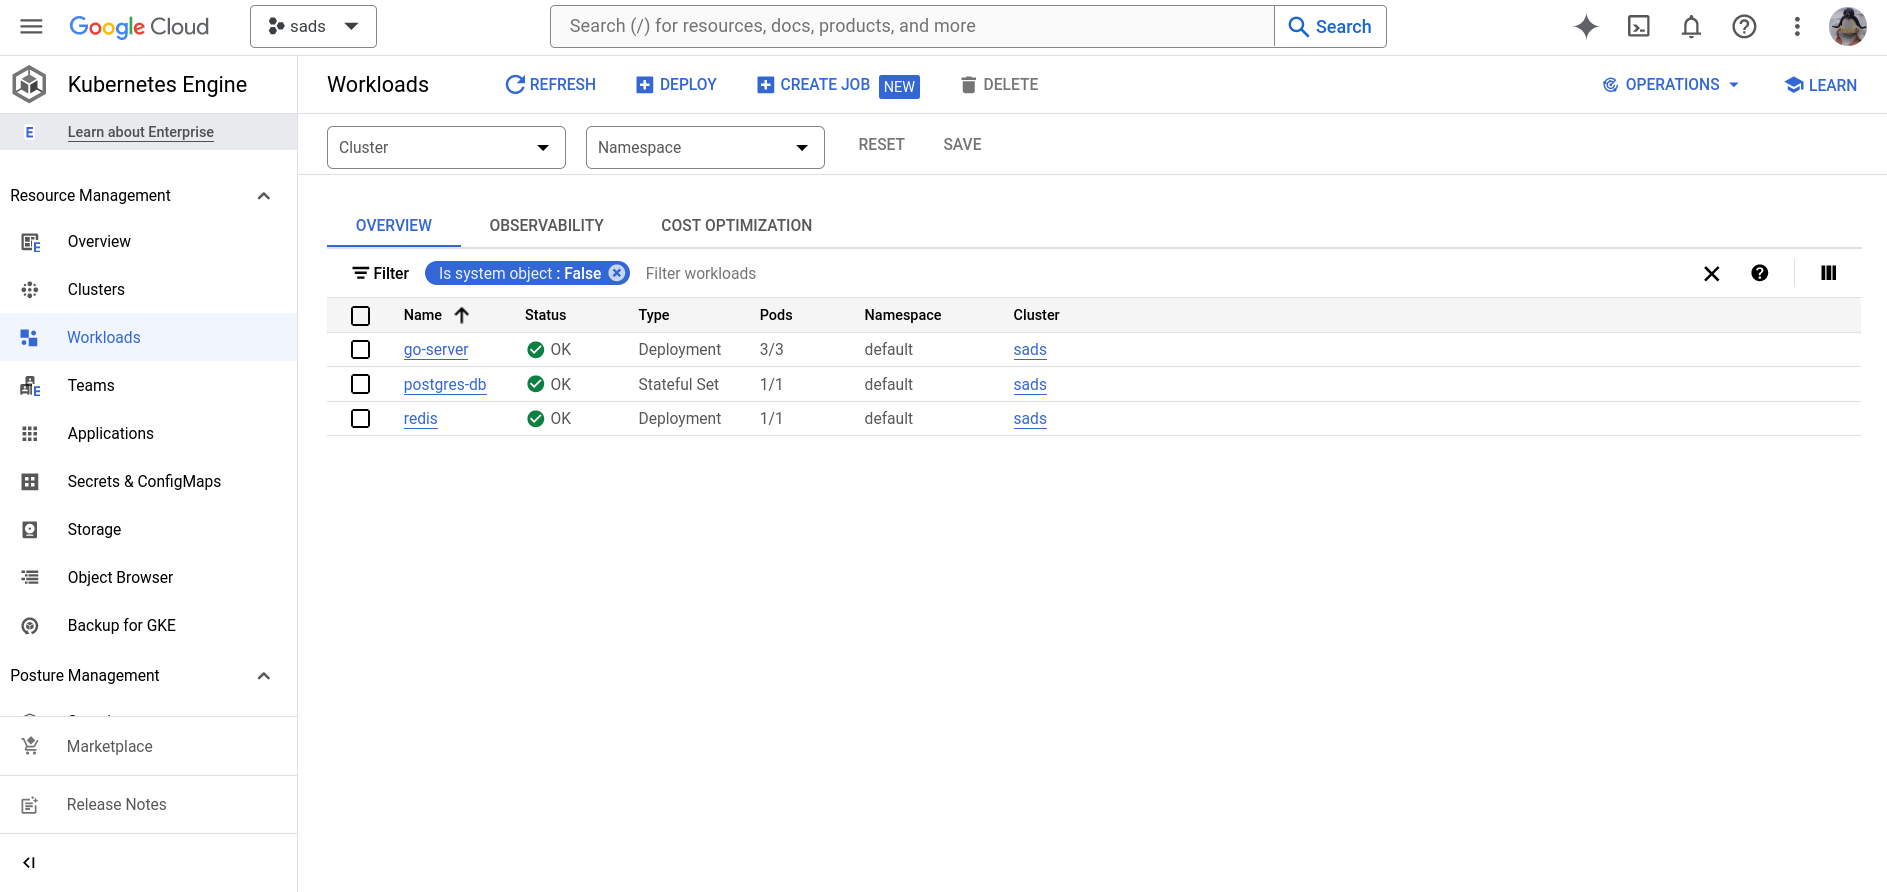 Google Cloud
sads
Search (/) for resources, docs, products, and more
Search
Kubernetes Engine
Workloads
REFRESH
DEPLOY
CREATE JOB
NEW
DELETE
OPERATIONS
LEARN
E
Learn about Enterprise
Cluster
Namespace
RESET
SAVE
Resource Management
Overview
Clusters
Workloads
Teams
Applications
Secrets & ConfigMaps
Storage
Object Browser
Backup for GKE
Posture Management
Marketplace
Release Notes
OVERVIEW
OBSERVABILITY
COST OPTIMIZATION
Filter
Is system object : False
Filter workloads
Name Status Type Pods Namespace Cluster
go-server OK Deployment 3/3 default sads
postgres-db OK Stateful Set 1/1 default sads
redis OK Deployment 1/1 default sads